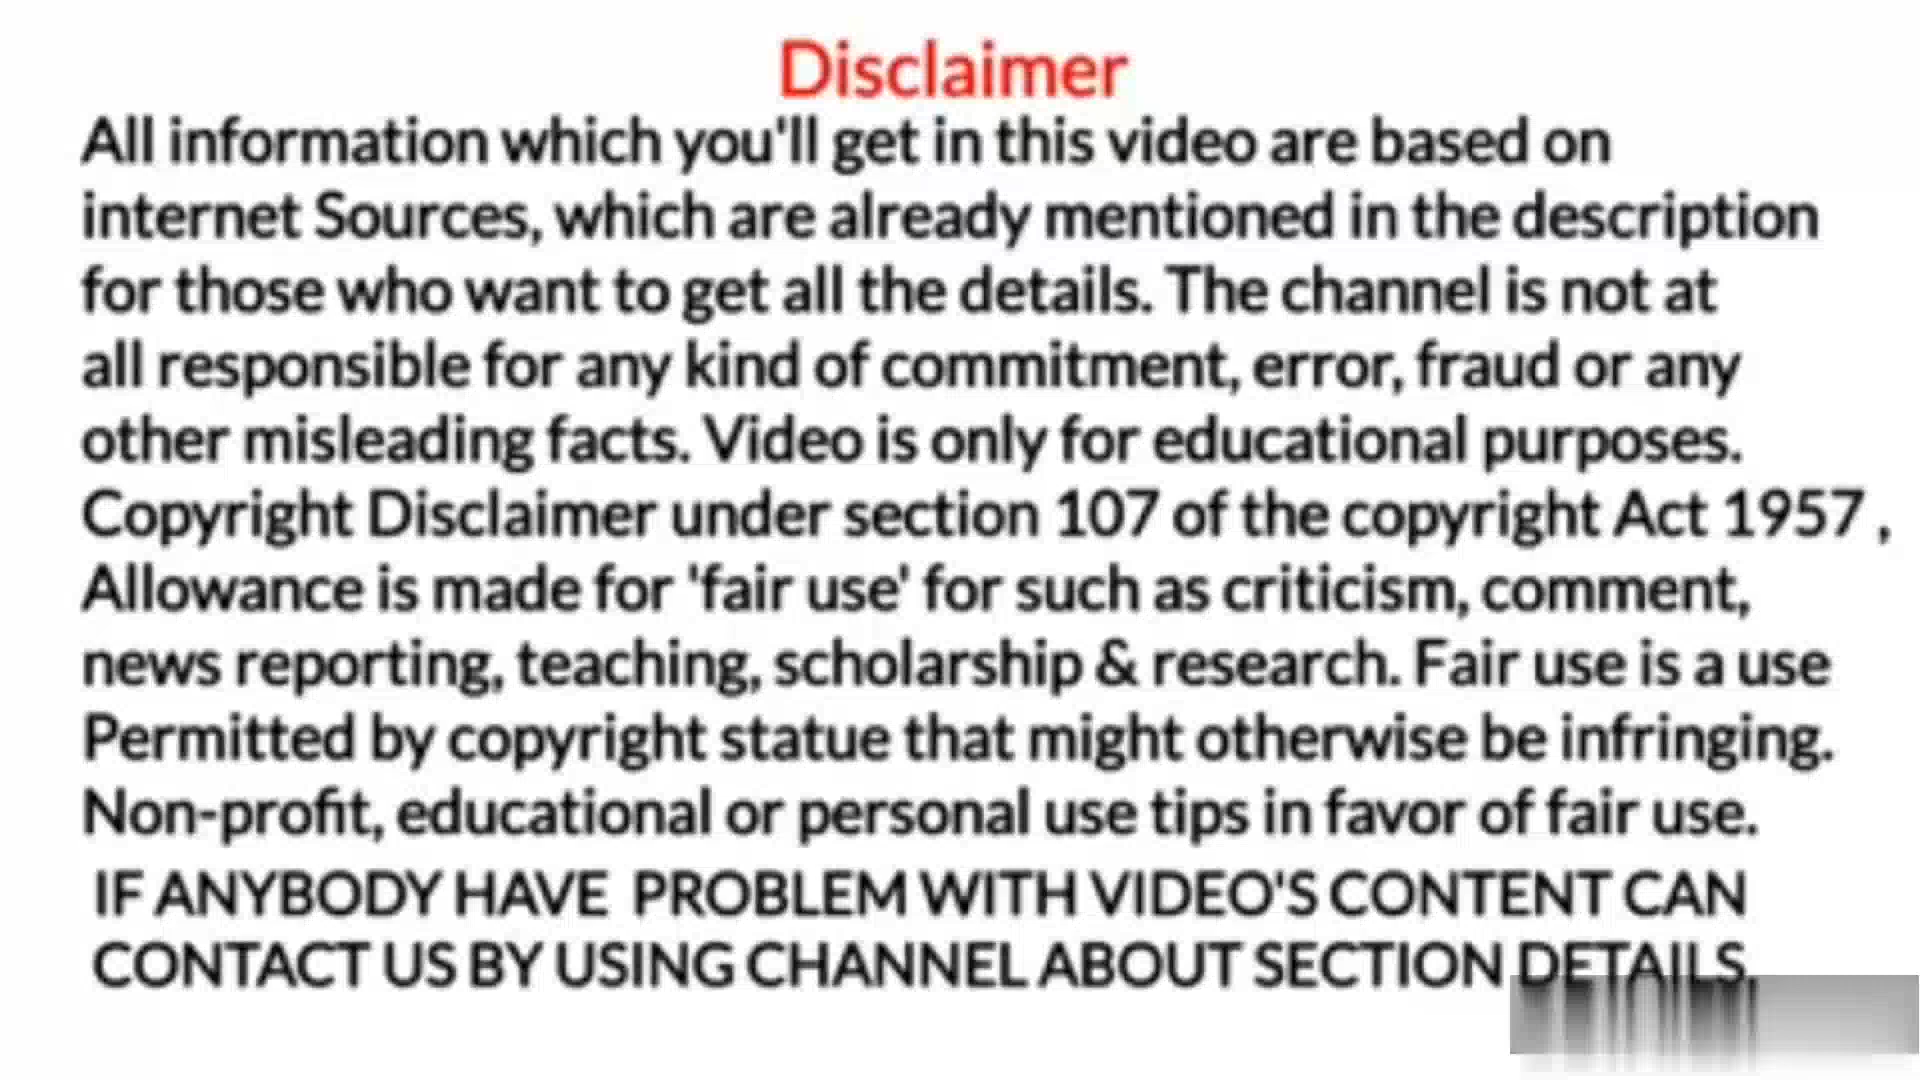 Disclaimer
All information which you'll get in this video are based on
internet Sources, which are already mentioned in the description
for those who want to get all the details. The channel is not at
all responsible for any kind of commitment, error, fraud or any
other misleading facts. Video is only for educational purposes.
Copyright Disclaimer under section 107 of the copyright Act 1957 ,
Allowance is made for 'fair use' for such as criticism, comment,
news reporting, teaching, scholarship & research. Fair use is a use
Permitted by copyright statue that might otherwise be infringing.
Non-profit, educational or personal use tips in favor of fair use.
IF ANYBODY HAVE PROBLEM WITH VIDEO'S CONTENT CAN
CONTACT US BY USING CHANNEL ABOUT SECTION DETAILS.